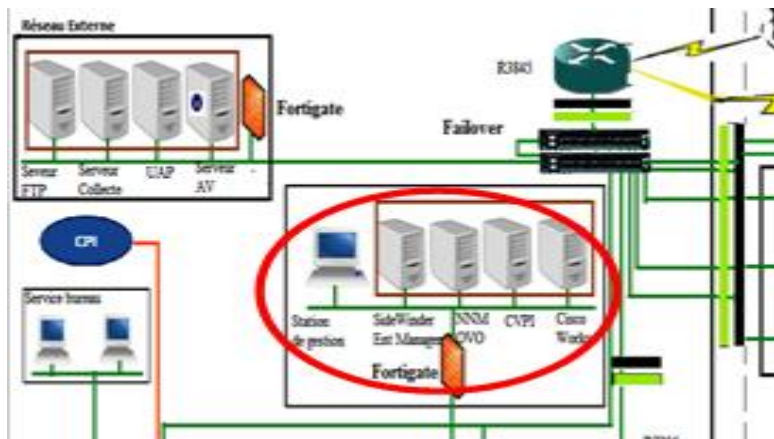 Réseau Externe
R3845
Fortigate
Failover
Seveur
FTP
Serveur
Collecte
UAP
Serveur
AV
CPI
Service bureau
Station
de gestion
SideWinder
Ent Manager
NNM
OVO
CVPI
Cisco
Works
Fortigate